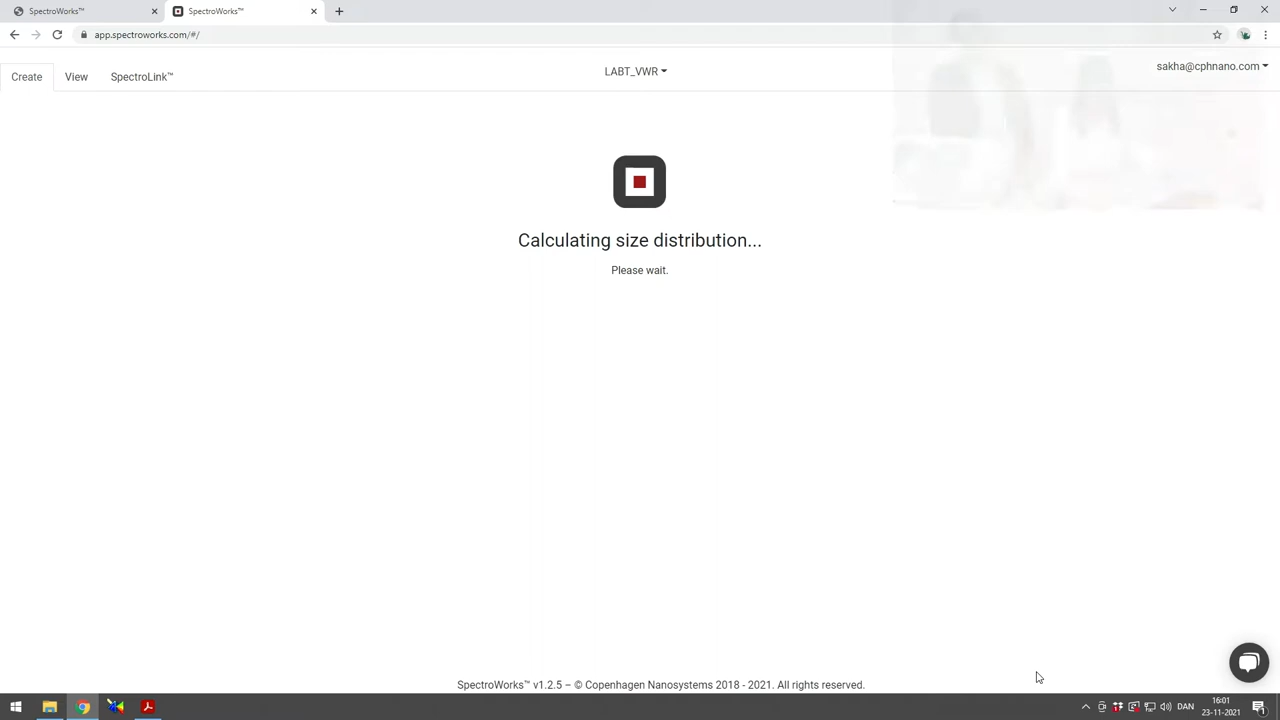 SpectroWorks™
SpectroWorks™
app.spectroworks.com/#/
Create
View
SpectroLink™
LABT_VWR
sakha@cphnano.com
Calculating size distribution...
Please wait.
SpectroWorks™ v1.2.5 – © Copenhagen Nanosystems 2018 - 2021. All rights reserved.
DAN
16:01
23-11-2021
1